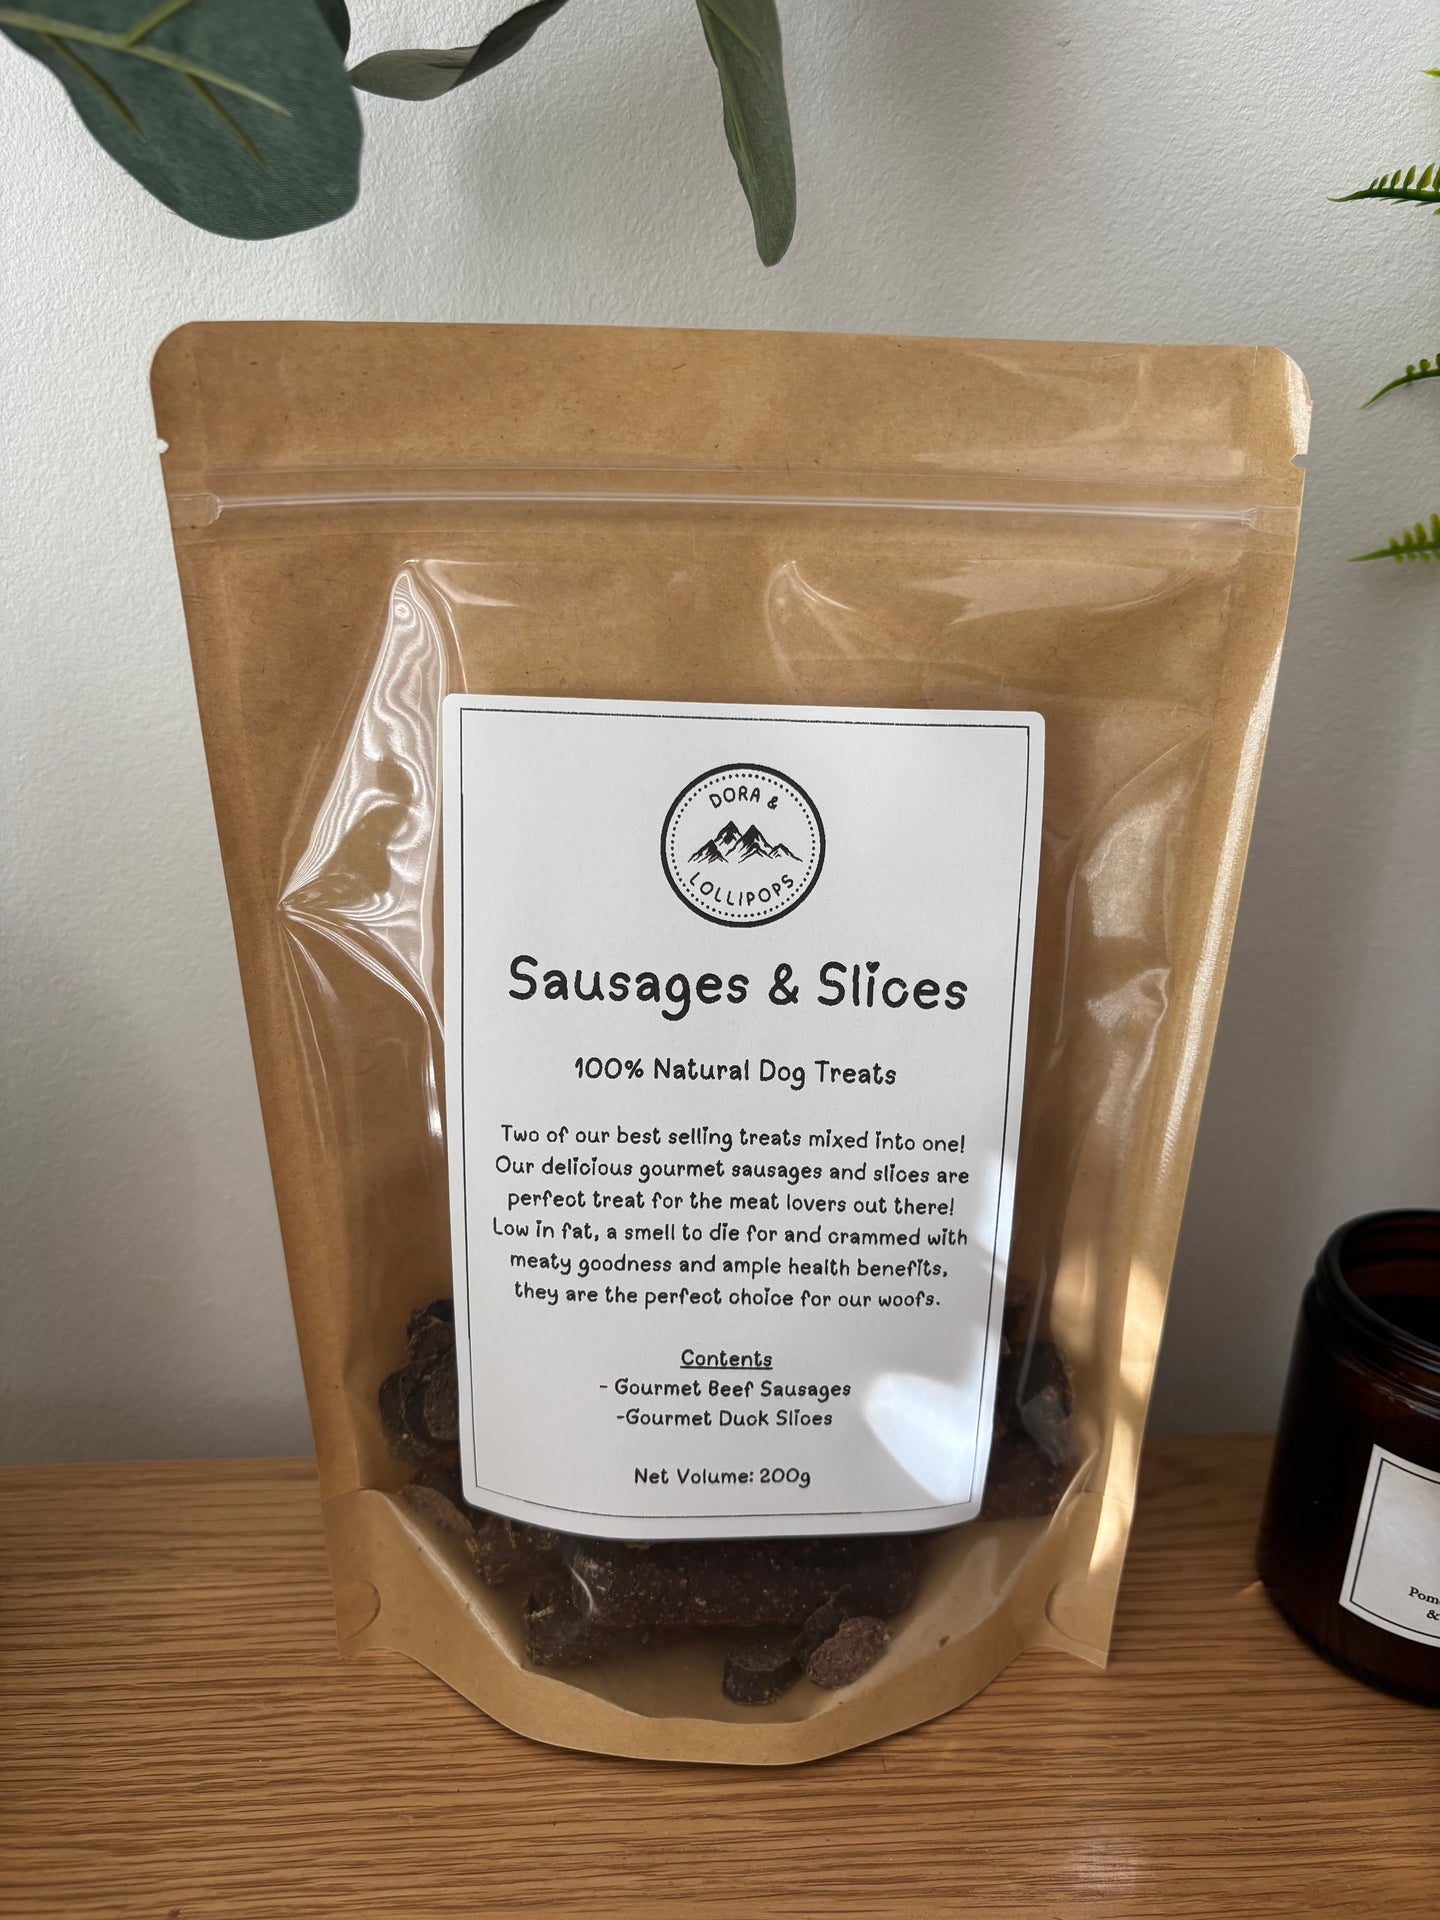 DORA &
LOLLIPOPS
Sausages & Slices
100% Natural Dog Treats
Two of our best selling treats mixed into one!
Our delicious gourmet sausages and slices are
perfect treat for the meat lovers out there!
Low in fat, a smell to die for and crammed with
meaty goodness and ample health benefits,
they are the perfect choice for our woofs.
Contents
- Gourmet Beef Sausages
-Gourmet Duck Slices
Net Volume: 200g
&